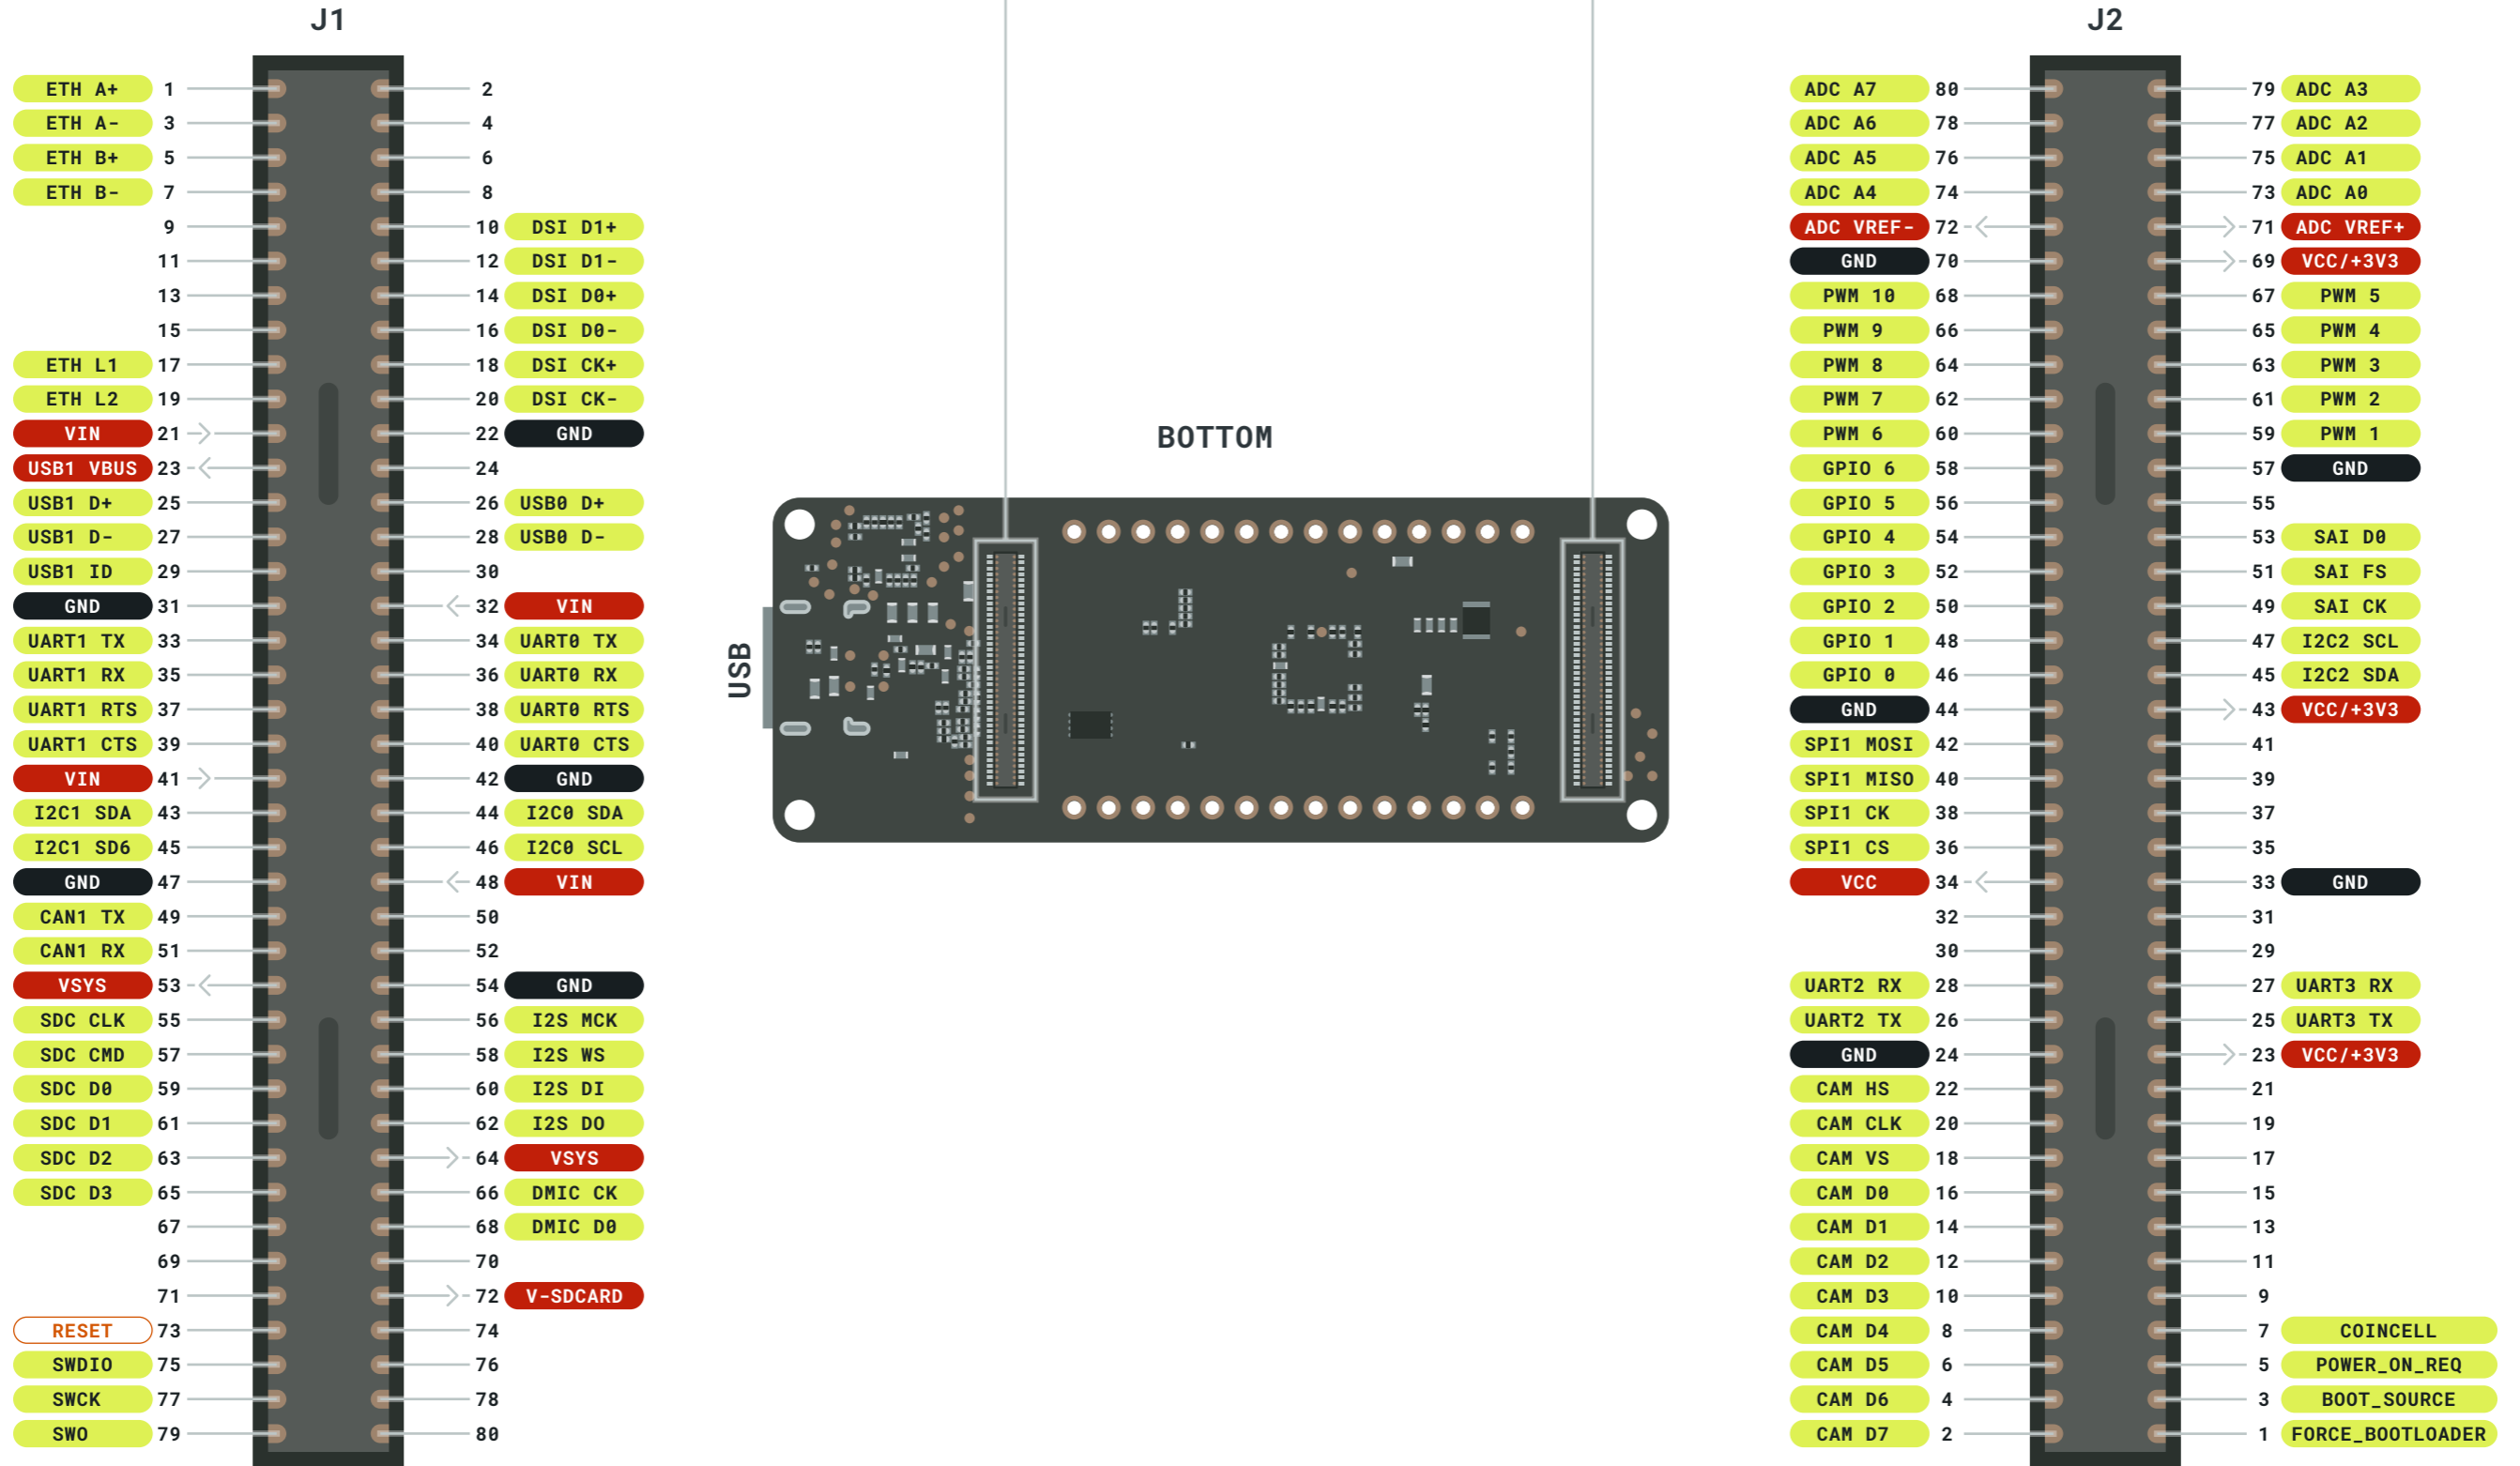 J1 J2
ETH A+ 1 2 ADC A7 80 79 ADC A3
ETH A- 3 4 ADC A6 78 77 ADC A2
ETH B+ 5 6 ADC A5 76 75 ADC A1
ETH B- 7 8 ADC A4 74 73 ADC A0
9 10 DSI D1+ ADC VREF- 72 71 ADC VREF+
11 12 DSI D1- GND 70 69 VCC/+3V3
13 14 DSI D0+ PWM 10 68 67 PWM 5
15 16 DSI D0- PWM 9 66 65 PWM 4
ETH L1 17 18 DSI CK+ PWM 8 64 63 PWM 3
ETH L2 19 20 DSI CK- PWM 7 62 61 PWM 2
VIN 21 22 GND BOTTOM PWM 6 60 59 PWM 1
USB1 VBUS 23 24 GPIO 6 58 57 GND
USB1 D+ 25 26 USB0 D+ GPIO 5 56 55
USB1 D- 27 28 USB0 D- GPIO 4 54 53 SAI D0
USB1 ID 29 30 GPIO 3 52 51 SAI FS
GND 31 32 VIN GPIO 2 50 49 SAI CK
UART1 TX 33 34 UART0 TX GPIO 1 48 47 I2C2 SCL
UART1 RX 35 36 UART0 RX USB GPIO 0 46 45 I2C2 SDA
UART1 RTS 37 38 UART0 RTS GND 44 43 VCC/+3V3
UART1 CTS 39 40 UART0 CTS SPI1 MOSI 42 41
VIN 41 42 GND SPI1 MISO 40 39
I2C1 SDA 43 44 I2C0 SDA SPI1 CK 38 37
I2C1 SD6 45 46 I2C0 SCL SPI1 CS 36 35
GND 47 48 VIN VCC 34 33 GND
CAN1 TX 49 50 32 31
CAN1 RX 51 52 30 29
VSYS 53 54 GND UART2 RX 28 27 UART3 RX
SDC CLK 55 56 I2S MCK UART2 TX 26 25 UART3 TX
SDC CMD 57 58 I2S WS GND 24 23 VCC/+3V3
SDC D0 59 60 I2S DI CAM HS 22 21
SDC D1 61 62 I2S DO CAM CLK 20 19
SDC D2 63 64 VSYS CAM VS 18 17
SDC D3 65 66 DMIC CK CAM D0 16 15
67 68 DMIC D0 CAM D1 14 13
69 70 CAM D2 12 11
71 72 V-SDCARD CAM D3 10 9
RESET 73 74 CAM D4 8 7 COINCELL
SWDIO 75 76 CAM D5 6 5 POWER_ON_REQ
SWCK 77 78 CAM D6 4 3 BOOT_SOURCE
SWO 79 80 CAM D7 2 1 FORCE_BOOTLOADER